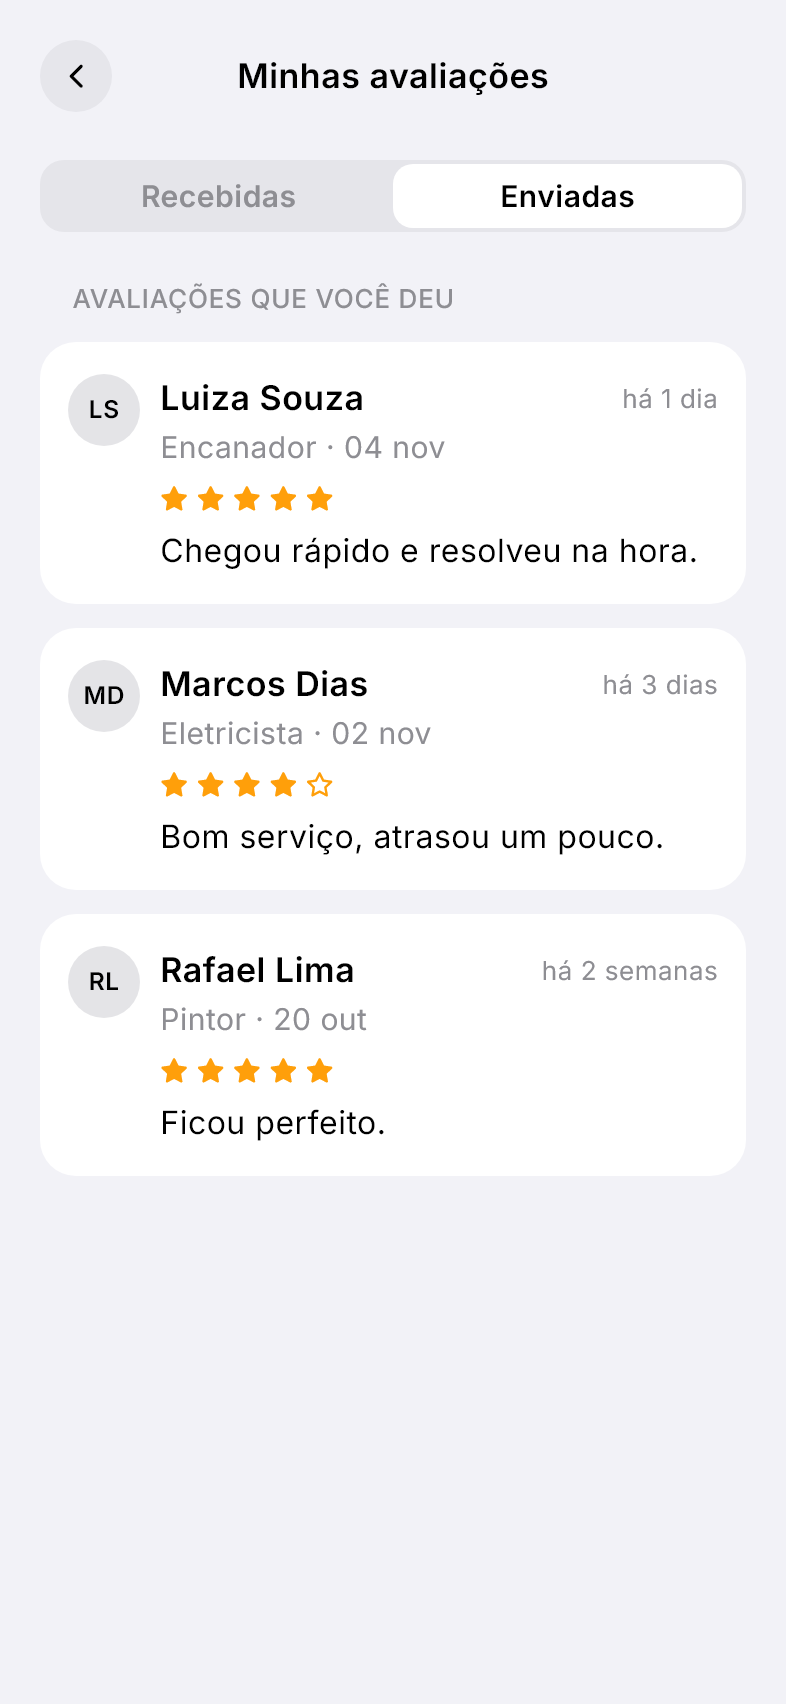 Minhas avaliações
Recebidas
Enviadas
AVALIAÇÕES QUE VOCÊ DEU
LS
Luiza Souza
há 1 dia
Encanador · 04 nov
Chegou rápido e resolveu na hora.
MD
Marcos Dias
há 3 dias
Eletricista · 02 nov
Bom serviço, atrasou um pouco.
RL
Rafael Lima
há 2 semanas
Pintor · 20 out
Ficou perfeito.